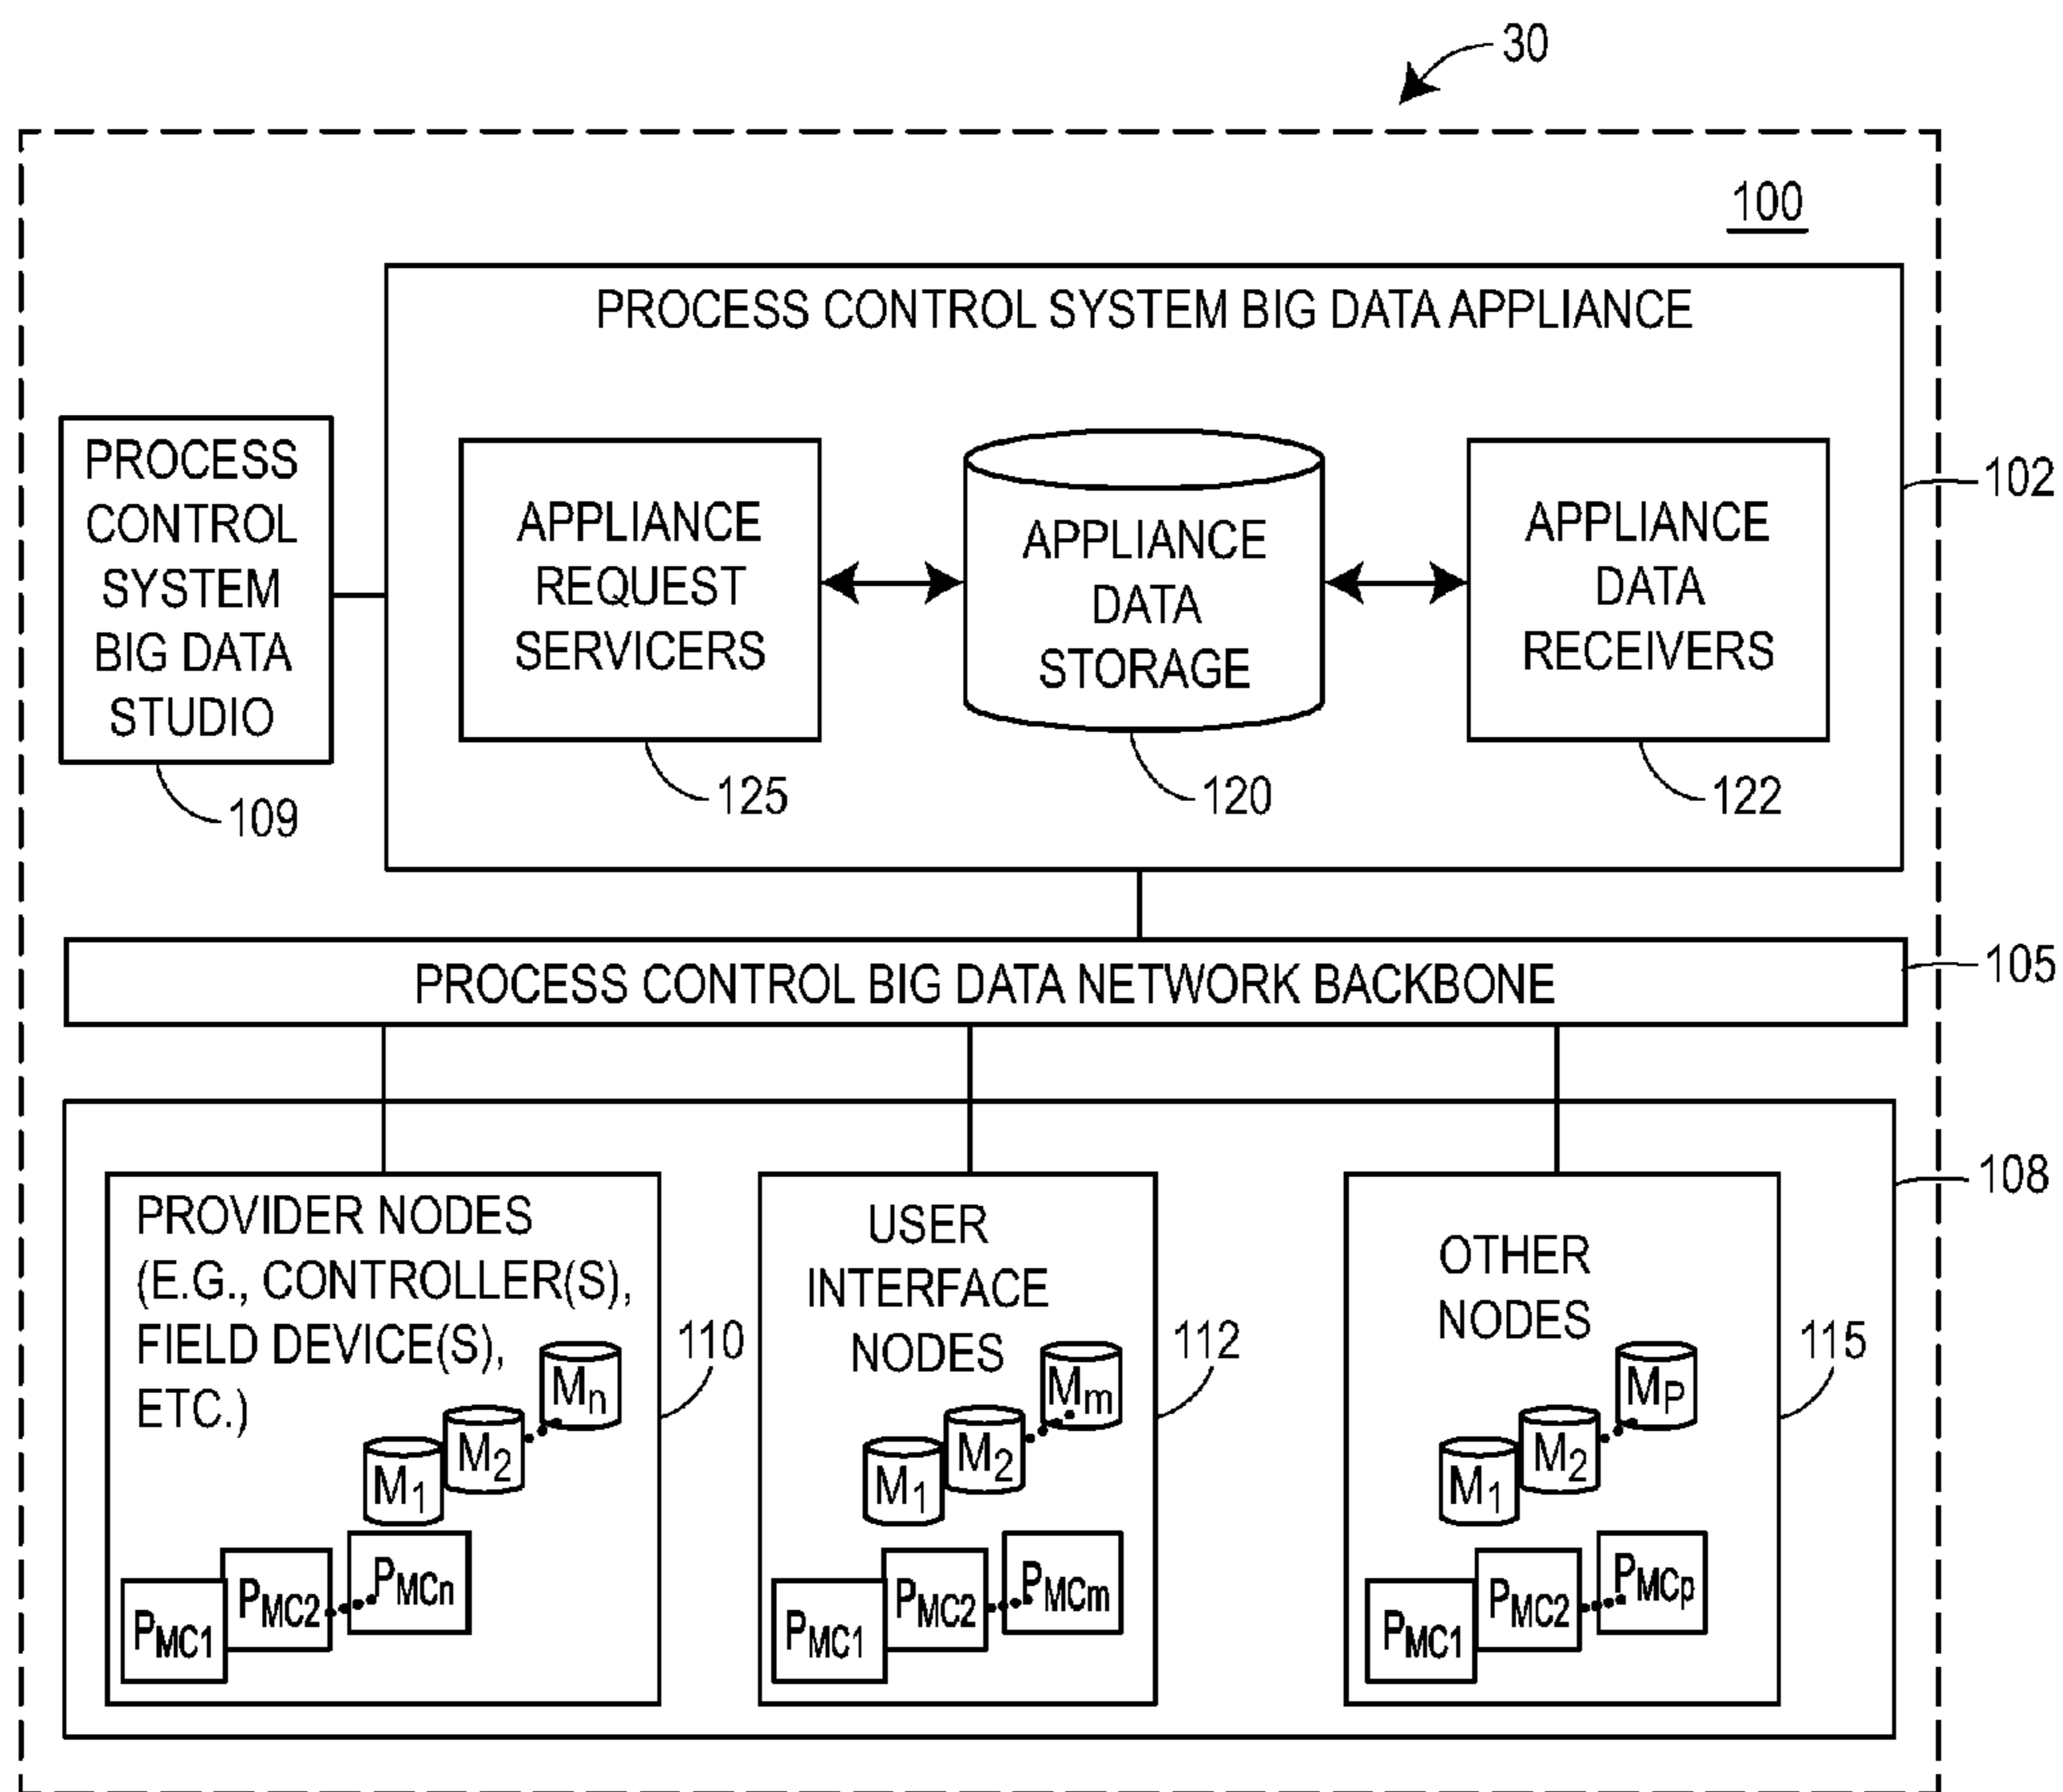 30
100
PROCESS CONTROL SYSTEM BIG DATA APPLIANCE
PROCESS
CONTROL
SYSTEM
BIG DATA
STUDIO
109
APPLIANCE
REQUEST
SERVICERS
125
APPLIANCE
DATA
STORAGE
120
APPLIANCE
DATA
RECEIVERS
122
102
PROCESS CONTROL BIG DATA NETWORK BACKBONE
105
108
PROVIDER NODES
(E.G., CONTROLLER(S),
FIELD DEVICE(S),
ETC.)
110
M1
M2
Mn
PMC1
PMC2
PMCn
USER
INTERFACE
NODES
112
M1
M2
Mm
PMC1
PMC2
PMCm
OTHER
NODES
115
M1
M2
MP
PMC1
PMC2
PMCp